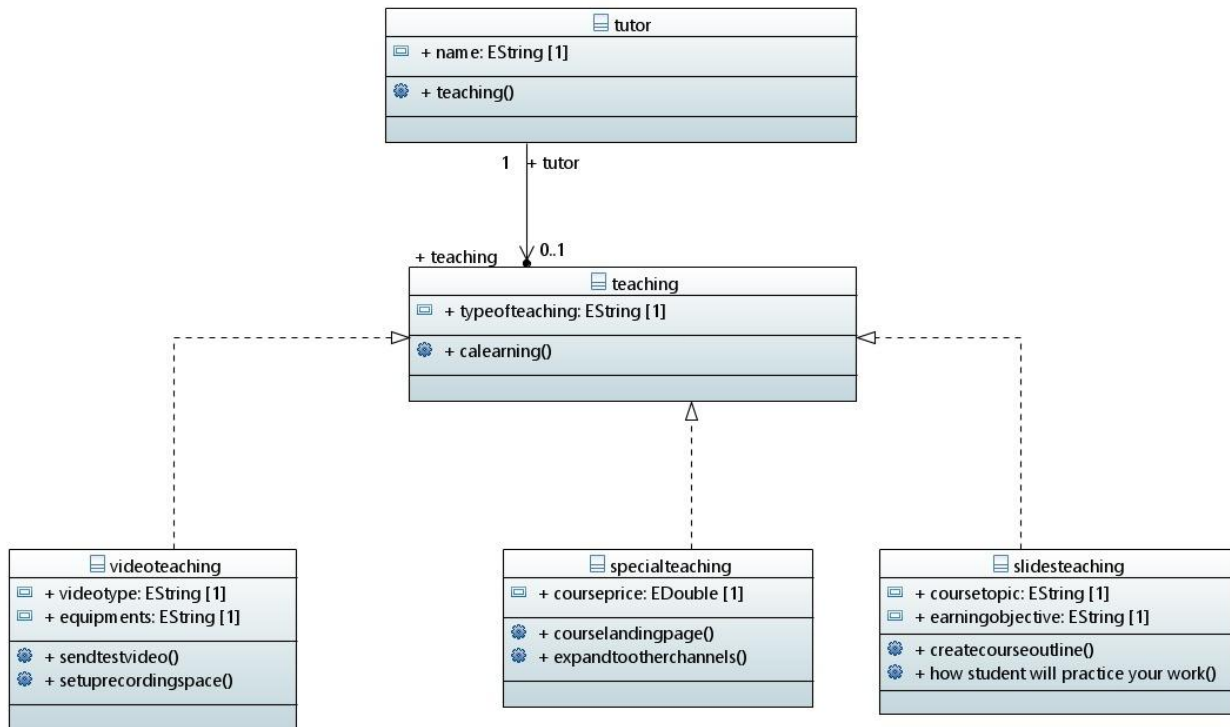 tutor
+ name: EString [1]
+ teaching()
1 + tutor
+ teaching 0..1
teaching
+ typeofteaching: EString [1]
+ calearning()
videoteaching
+ videotype: EString [1]
+ equipments: EString [1]
+ sendtestvideo()
+ setuprecordingspace()
specialteaching
+ courseprice: EDouble [1]
+ courselandingpage()
+ expandtootherchannels()
slidesteaching
+ coursetopic: EString [1]
+ earningobjective: EString [1]
+ createcourseoutline()
+ how student will practice your work()